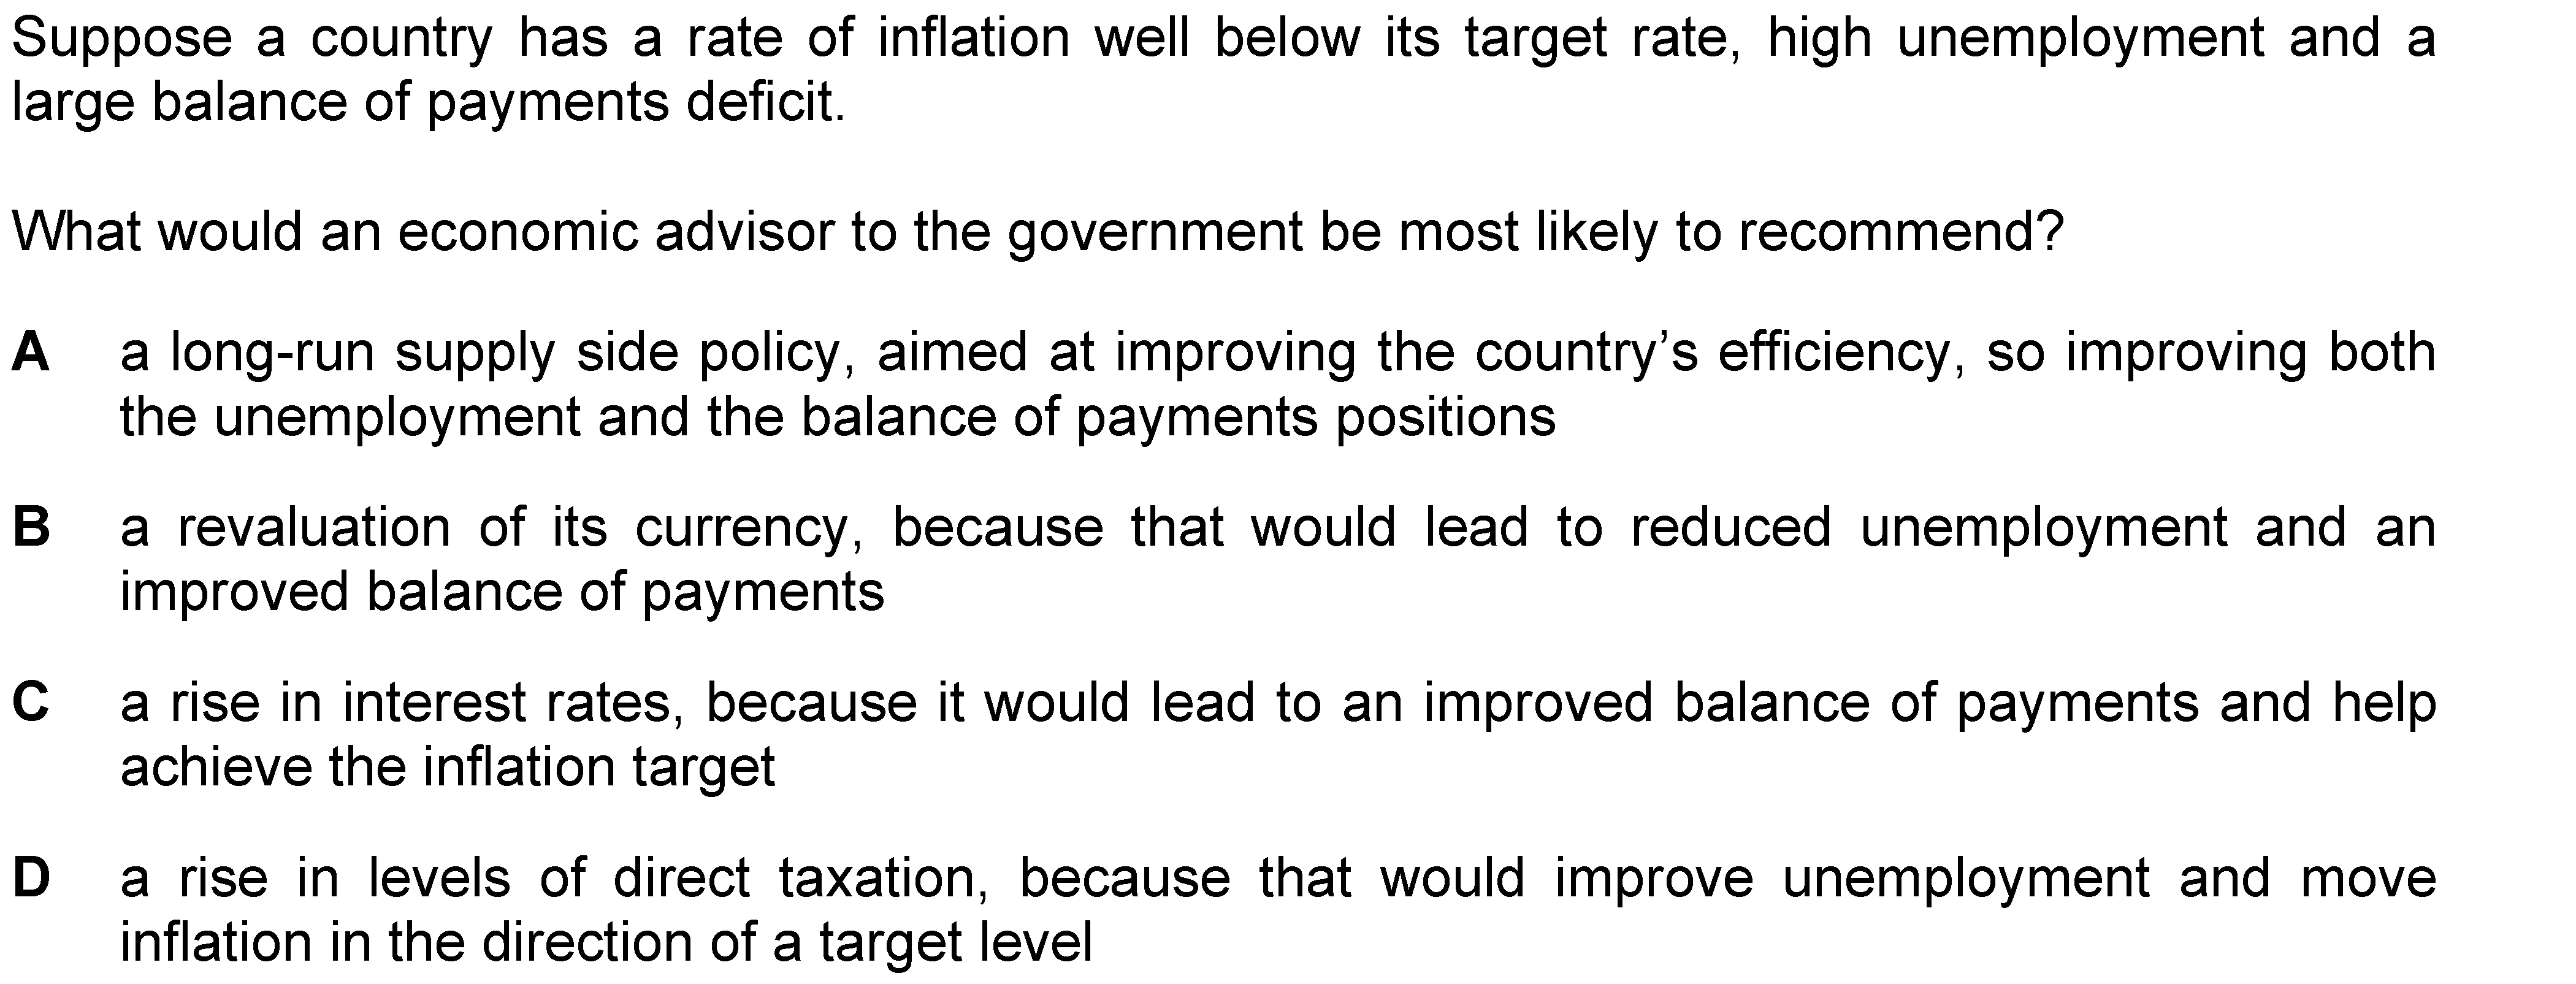 Suppose a country has a rate of inflation well below its target rate, high unemployment and a
large balance of payments deficit.
What would an economic advisor to the government be most likely to recommend?
A a long-run supply side policy, aimed at improving the country’s efficiency, so improving both
the unemployment and the balance of payments positions
B a revaluation of its currency, because that would lead to reduced unemployment and an
improved balance of payments
C a rise in interest rates, because it would lead to an improved balance of payments and help
achieve the inflation target
D a rise in levels of direct taxation, because that would improve unemployment and move
inflation in the direction of a target level